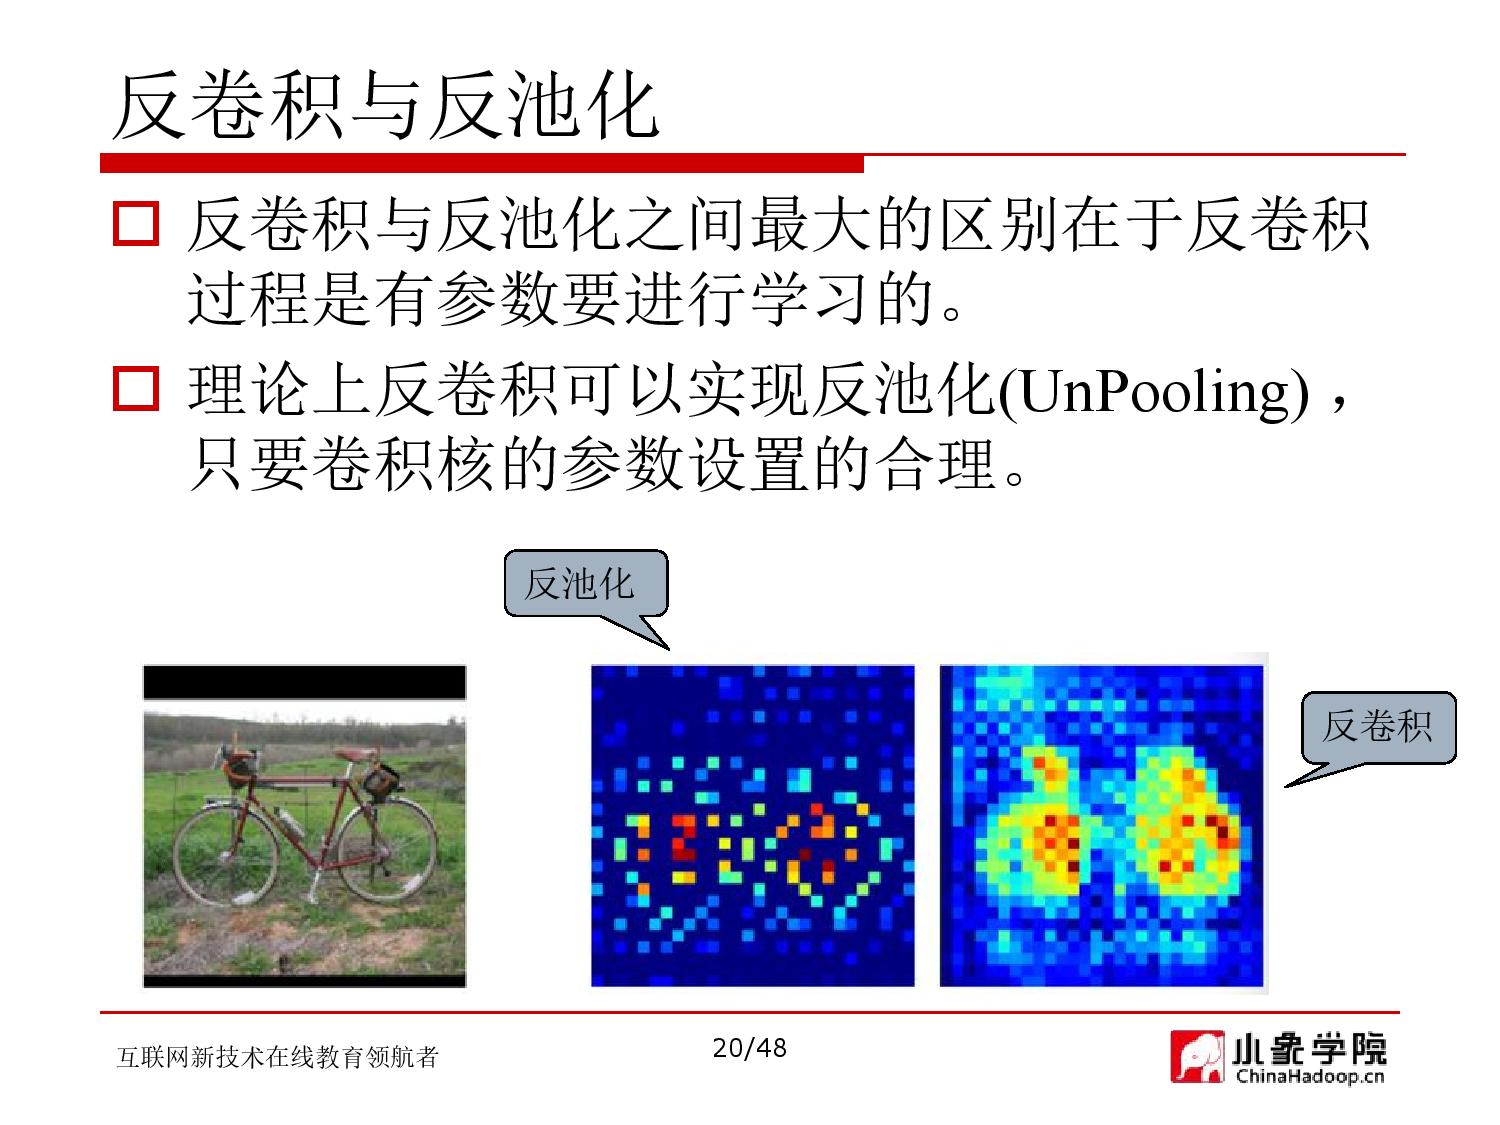 反卷积与反池化
反卷积与反池化之间最大的区别在于反卷积
过程是有参数要进行学习的。
理论上反卷积可以实现反池化(UnPooling) ，
只要卷积核的参数设置的合理。
反池化
反卷积
互联网新技术在线教育领航者
20/48
小象学院
ChinaHadoop.cn